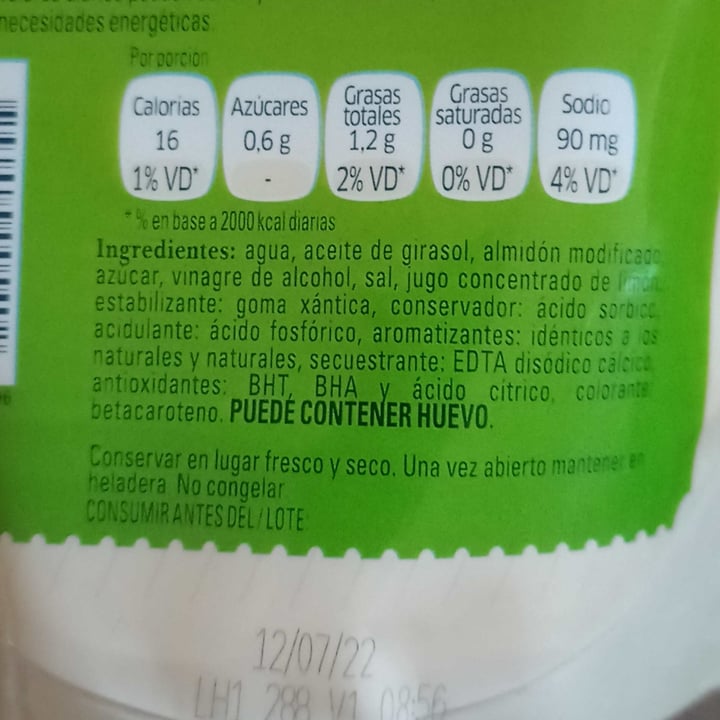 necesidades energéticas.
Por porción
Calorías
16
1% VD*
Azúcares
0,6 g
-
Grasas
totales
1,2 g
2% VD*
Grasas
saturadas
0 g
0% VD*
Sodio
90 mg
4% VD*
*% en base a 2000 kcal diarias
Ingredientes: agua, aceite de girasol, almidón modificado,
azúcar, vinagre de alcohol, sal, jugo concentrado de limón,
estabilizante: goma xántica, conservador: ácido sórbico,
acidulante: ácido fosfórico, aromatizantes: idénticos a los
naturales y naturales, secuestrante: EDTA disódico cálcico,
antioxidantes: BHT, BHA y ácido cítrico, colorante:
betacaroteno. PUEDE CONTENER HUEVO.
Conservar en lugar fresco y seco. Una vez abierto mantener en
heladera. No congelar
CONSUMIR ANTES DEL/LOTE:
12/07/22
LH1 288 V1 08:56